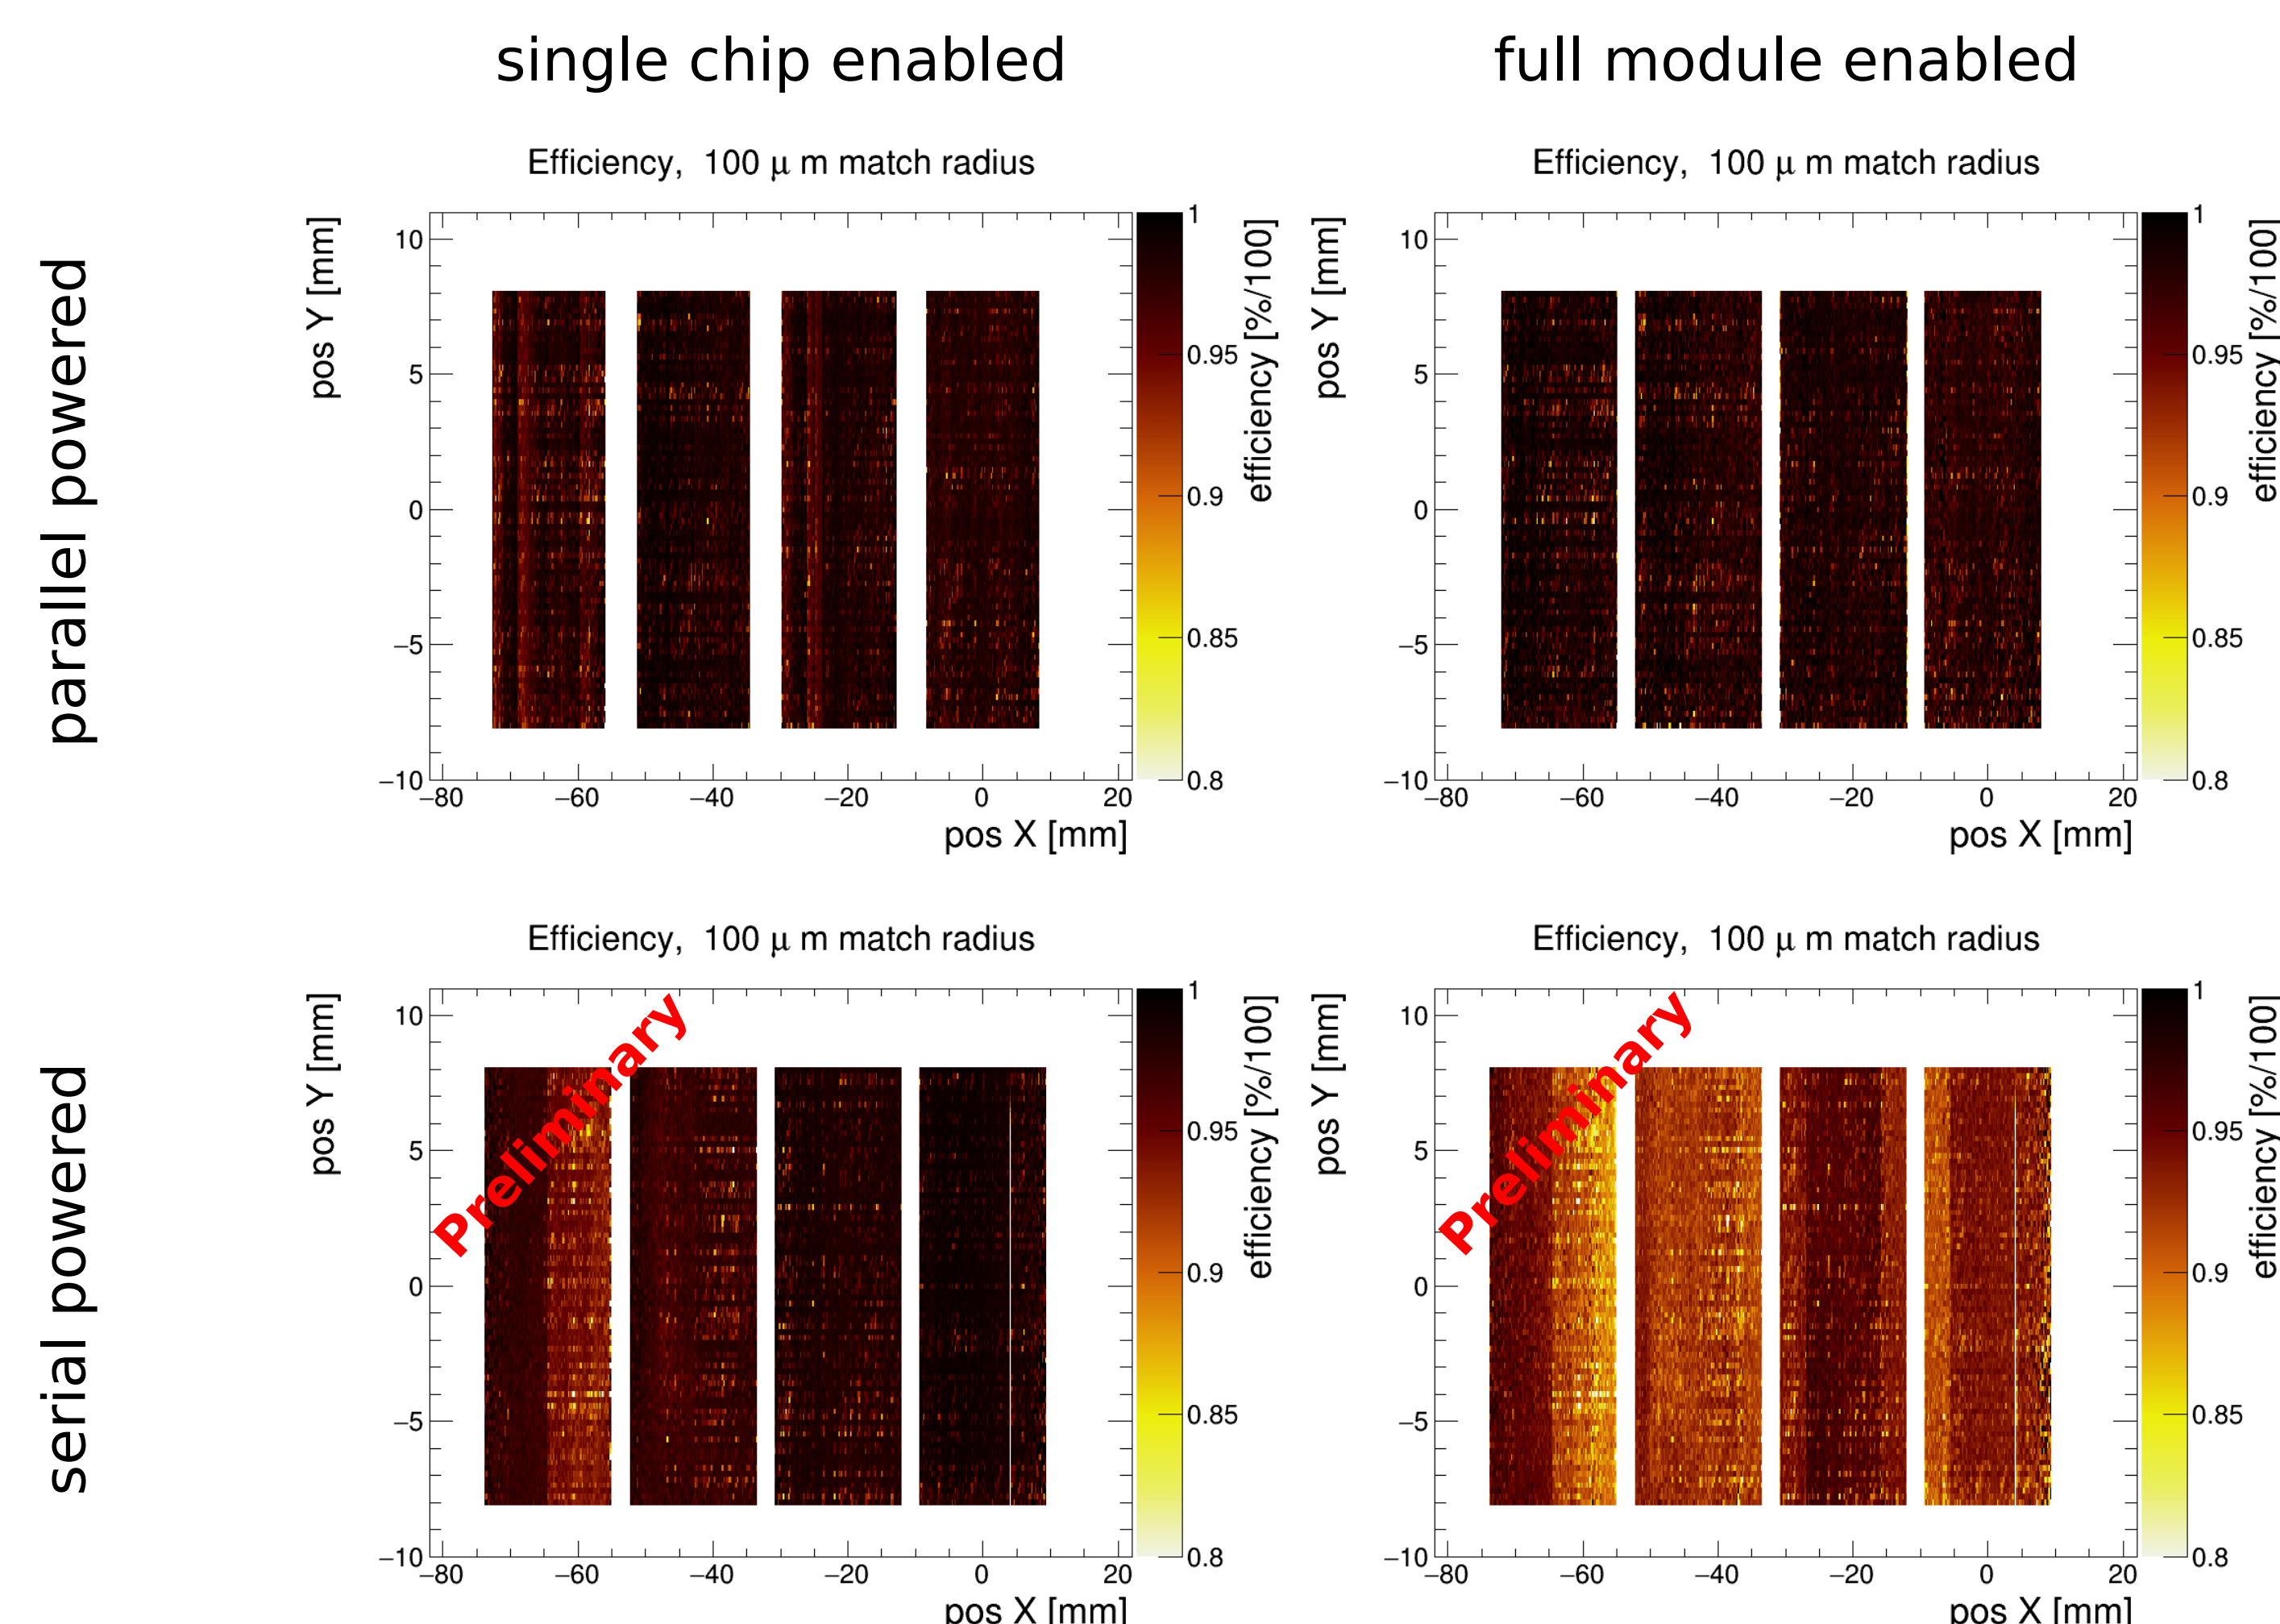 single chip enabled
full module enabled
parallel powered
Efficiency, 100 μ m match radius
pos Y [mm]
10
5
0
−5
−10
−80
−60
−40
−20
0
20
pos X [mm]
1
0.95
0.9
0.85
0.8
efficiency [%/100]
Efficiency, 100 μ m match radius
pos Y [mm]
10
5
0
−5
−10
−80
−60
−40
−20
0
20
pos X [mm]
1
0.95
0.9
0.85
0.8
efficiency [%/100]
serial powered
Efficiency, 100 μ m match radius
pos Y [mm]
10
5
0
−5
−10
−80
−60
−40
−20
0
20
pos X [mm]
1
0.95
0.9
0.85
0.8
efficiency [%/100]
Preliminary
Efficiency, 100 μ m match radius
pos Y [mm]
10
5
0
−5
−10
−80
−60
−40
−20
0
20
pos X [mm]
1
0.95
0.9
0.85
0.8
efficiency [%/100]
Preliminary